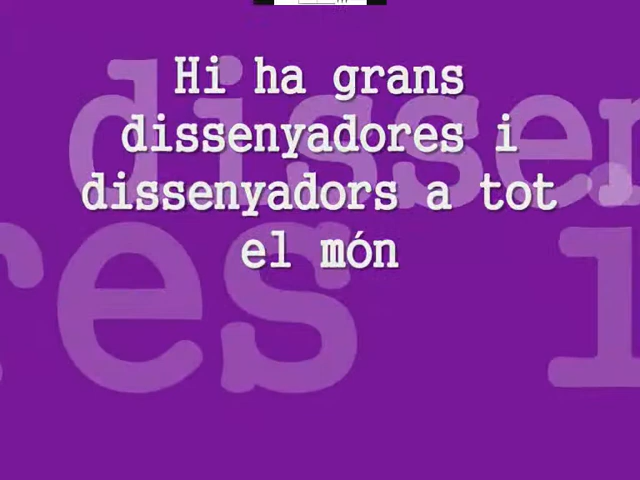 Hi ha grans
dissenyadores i
dissenyadors a tot
el món